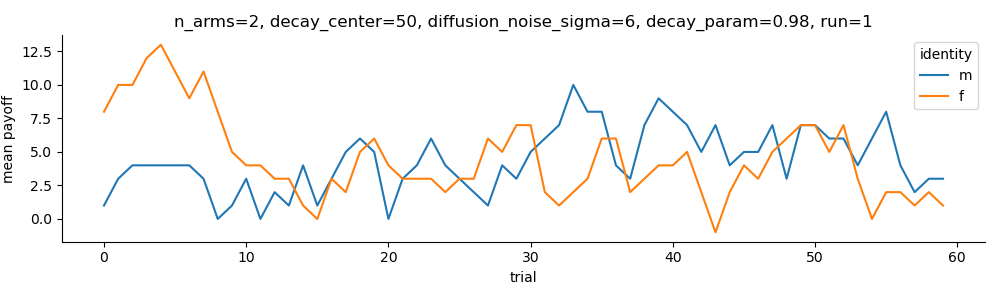 n_arms=2, decay_center=50, diffusion_noise_sigma=6, decay_param=0.98, run=1
mean payoff
12.5
10.0
7.5
5.0
2.5
0.0
identity
m
f
0 10 20 30 40 50 60
trial